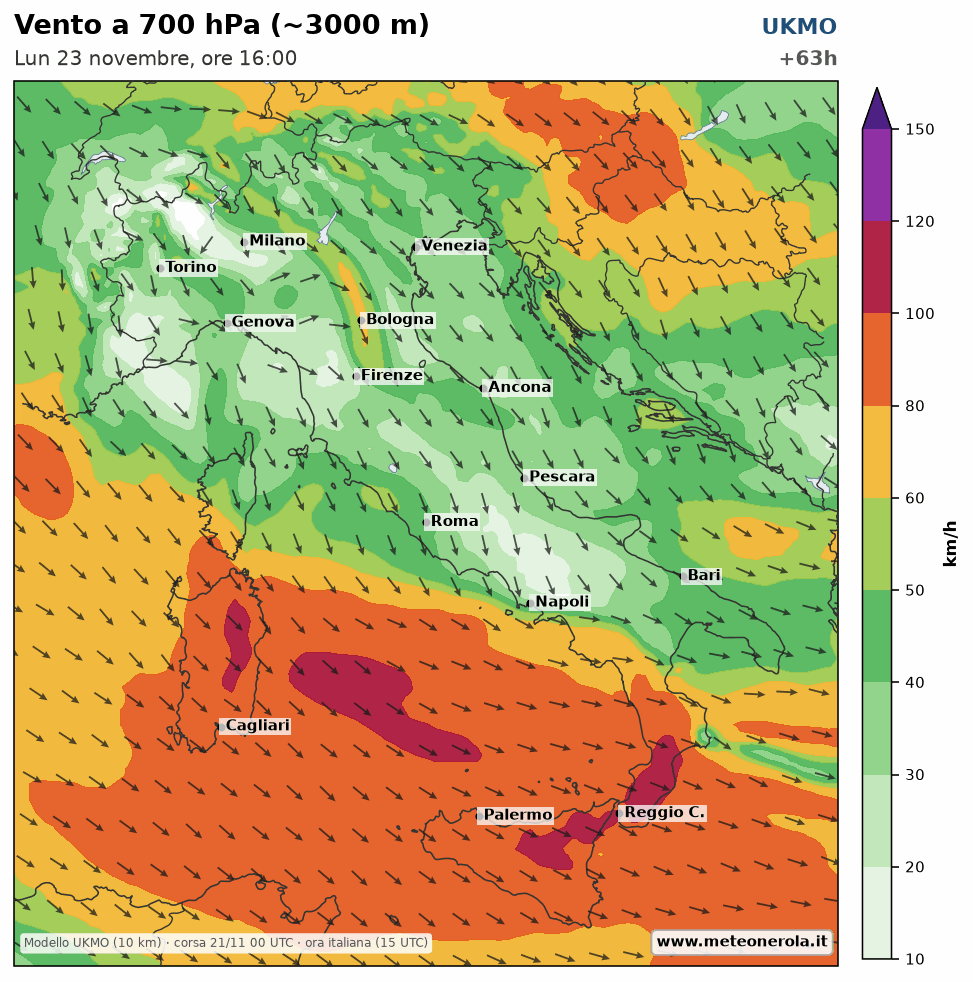 Vento a 700 hPa (~3000 m)
UKMO
Lun 23 novembre, ore 16:00
+63h
150
120
100
80
60
50
40
30
20
10
km/h
Milano
Venezia
Torino
Genova
Bologna
Firenze
Ancona
Pescara
Roma
Bari
Napoli
Cagliari
Palermo
Reggio C.
Modello UKMO (10 km) · corsa 21/11 00 UTC · ora italiana (15 UTC)
www.meteonerola.it